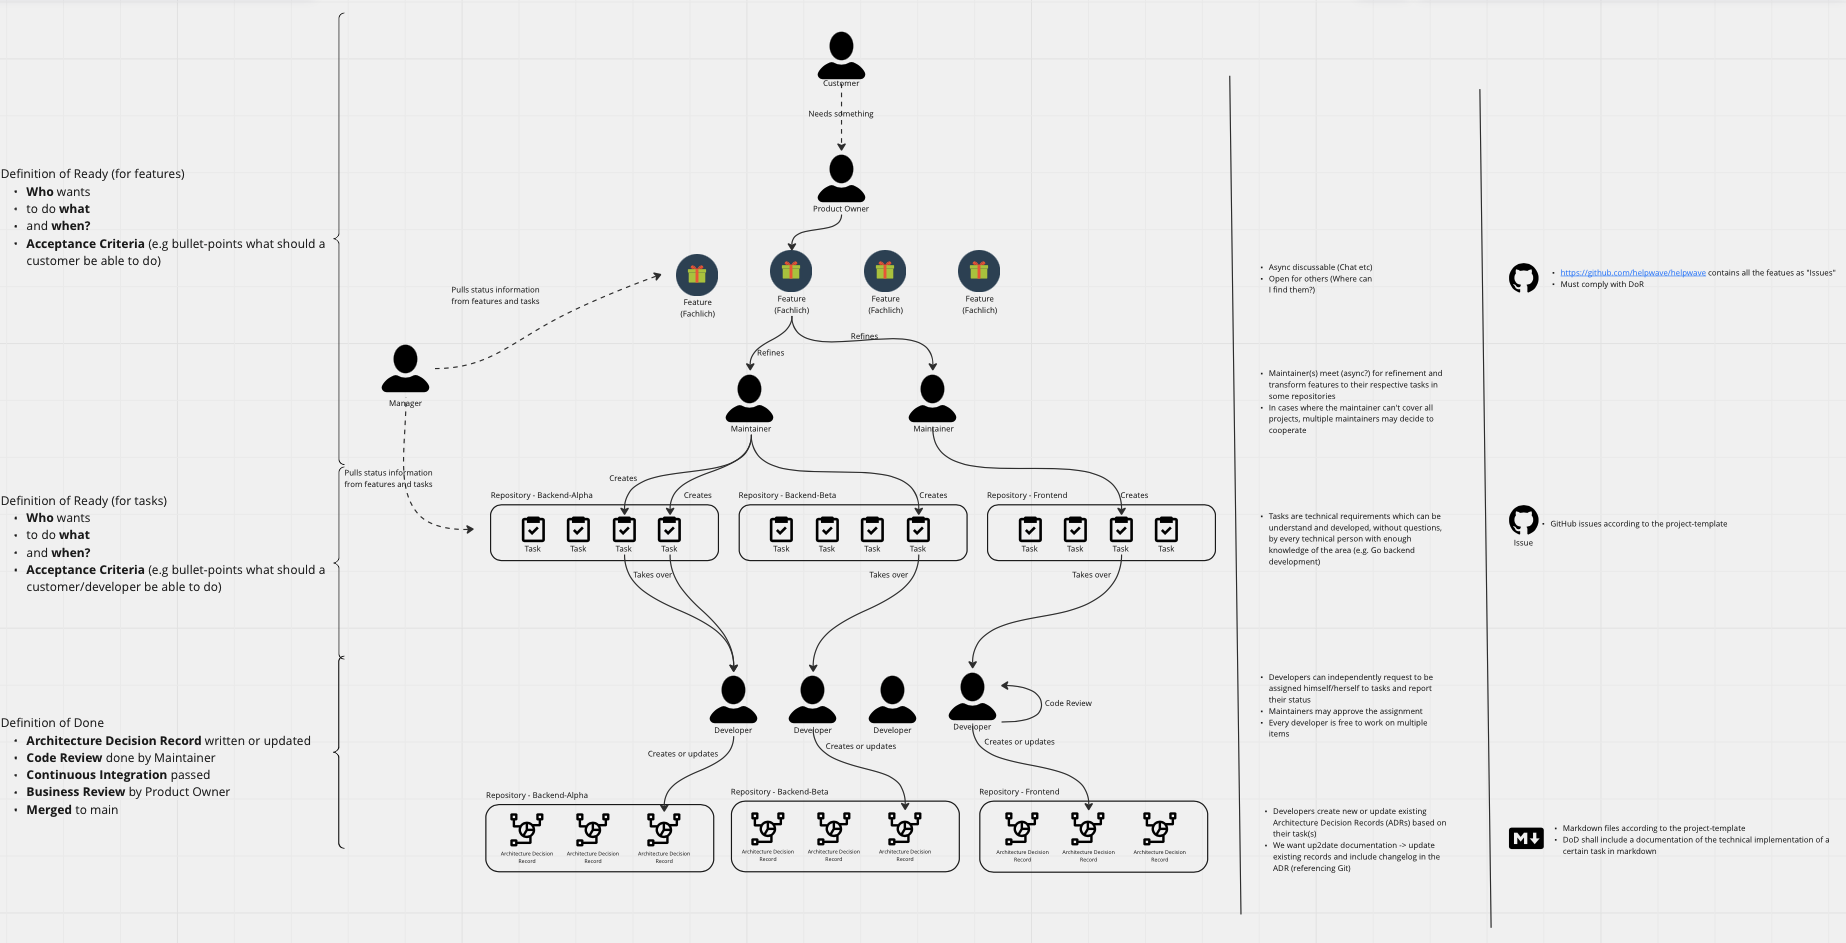 Customer
Needs something
Product Owner
Definition of Ready (for features)
• Who wants
• to do what
• and when?
• Acceptance Criteria (e.g bullet-points what should a
customer be able to do)
Pulls status information
from features and tasks
Feature
(Fachlich)
Feature
(Fachlich)
Feature
(Fachlich)
Feature
(Fachlich)
• Async discussable (Chat etc)
• Open for others (Where can
I find them?)
• https://github.com/helpwave/helpwave contains all the featues as "Issues"
• Must comply with DoR
Refines
Refines
Manager
Maintainer
Maintainer
• Maintainer(s) meet (async?) for refinement and
transform features to their respective tasks in
some repositories
• In cases where the maintainer can't cover all
projects, multiple maintainers may decide to
cooperate
Pulls status information
from features and tasks
Definition of Ready (for tasks)
• Who wants
• to do what
• and when?
• Acceptance Criteria (e.g bullet-points what should a
customer/developer be able to do)
Creates
Creates
Creates
Creates
Repository - Backend-Alpha
Task
Task
Task
Task
Repository - Backend-Beta
Task
Task
Task
Task
Repository - Frontend
Task
Task
Task
Task
• Tasks are technical requirements which can be
understand and developed, without questions,
by every technical person with enough
knowledge of the area (e.g. Go backend
development)
Issue
• GitHub issues according to the project-template
Takes over
Takes over
Takes over
Developer
Developer
Developer
Developer
Code Review
• Developers can independently request to be
assigned himself/herself to tasks and report
their status
• Maintainers may approve the assignment
• Every developer is free to work on multiple
items
Definition of Done
• Architecture Decision Record written or updated
• Code Review done by Maintainer
• Continuous Integration passed
• Business Review by Product Owner
• Merged to main
Creates or updates
Creates or updates
Creates or updates
Repository - Backend-Alpha
Architecture Decision
Record
Architecture Decision
Record
Architecture Decision
Record
Repository - Backend-Beta
Architecture Decision
Record
Architecture Decision
Record
Architecture Decision
Record
Repository - Frontend
Architecture Decision
Record
Architecture Decision
Record
Architecture Decision
Record
• Developers create new or update existing
Architecture Decision Records (ADRs) based on
their task(s)
• We want up2date documentation -> update
existing records and include changelog in the
ADR (referencing Git)
M
• Markdown files according to the project-template
• DoD shall include a documentation of the technical implementation of a
certain task in markdown